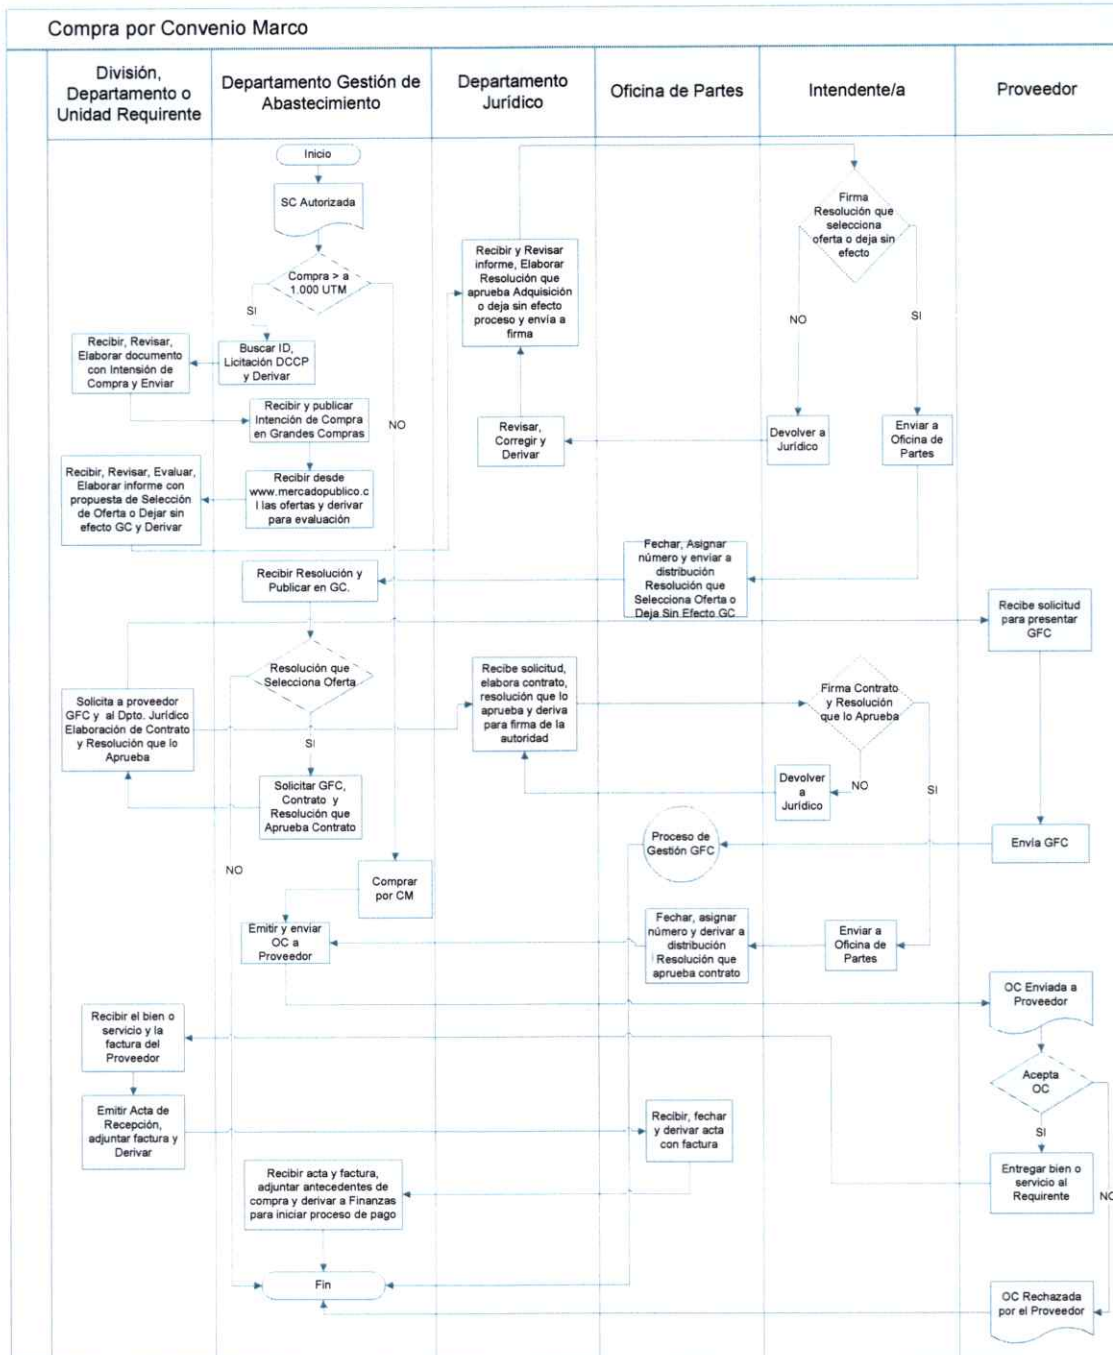 Compra por Convenio Marco
División,
Departamento o
Unidad Requirente
Departamento Gestión de
Abastecimiento
Departamento
Jurídico
Oficina de Partes
Intendente/a
Proveedor
Inicio
SC Autorizada
Compra > a
1.000 UTM
SI
NO
Buscar ID,
Licitación DCCP
y Derivar
Recibir, Revisar,
Elaborar documento
con Intensión de
Compra y Enviar
Recibir y publicar
Intención de Compra
en Grandes Compras
Recibir desde
www.mercadopublico.c
l las ofertas y derivar
para evaluación
Recibir, Revisar, Evaluar,
Elaborar informe con
propuesta de Selección
de Oferta o Dejar sin
efecto GC y Derivar
Recibir y Revisar
informe, Elaborar
Resolución que
aprueba Adquisición
o deja sin efecto
proceso y envía a
firma
Firma
Resolución que
selecciona
oferta o deja sin
efecto
NO
SI
Revisar,
Corregir y
Derivar
Devolver a
Jurídico
Enviar a
Oficina de
Partes
Fechar, Asignar
número y enviar a
distribución
Resolución que
Selecciona Oferta o
Deja Sin Efecto GC
Recibir Resolución y
Publicar en GC.
Recibe solicitud
para presentar
GFC
Resolución que
Selecciona Oferta
SI
NO
Solicita a proveedor
GFC y al Dpto. Jurídico
Elaboración de Contrato
y Resolución que lo
Aprueba
Recibe solicitud,
elabora contrato,
resolución que lo
aprueba y deriva
para firma de la
autoridad
Firma Contrato
y Resolución
que lo Aprueba
NO
SI
Devolver
a
Jurídico
Solicitar GFC,
Contrato y
Resolución que
Aprueba Contrato
Proceso de
Gestión GFC
Envía GFC
Comprar
por CM
Emitir y enviar
OC a
Proveedor
Fechar, asignar
número y derivar a
distribución
Resolución que
aprueba contrato
Enviar a
Oficina de
Partes
OC Enviada a
Proveedor
Recibir el bien o
servicio y la
factura del
Proveedor
Acepta
OC
SI
NO
Emitir Acta de
Recepción,
adjuntar factura y
Derivar
Recibir, fechar
y derivar acta
con factura
Entregar bien o
servicio al
Requirente
Recibir acta y factura,
adjuntar antecedentes de
compra y derivar a Finanzas
para iniciar proceso de pago
Fin
OC Rechazada
por el Proveedor